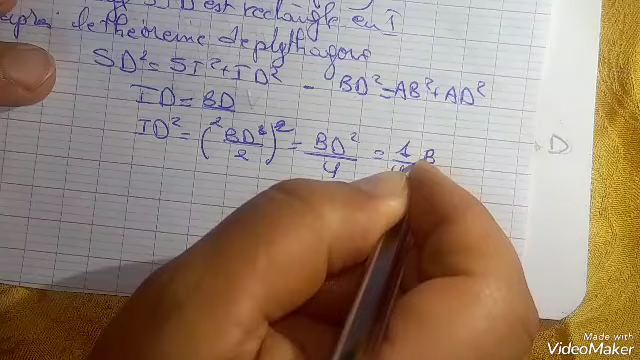 SID est rectangle en I
le théorème de pythagore
SD² = SI² + ID² - BD² = AB² + AD²
ID = BD
ID² = (BD/2)² = BD²/4 = 1/4 B
D
Made with
VideoMaker